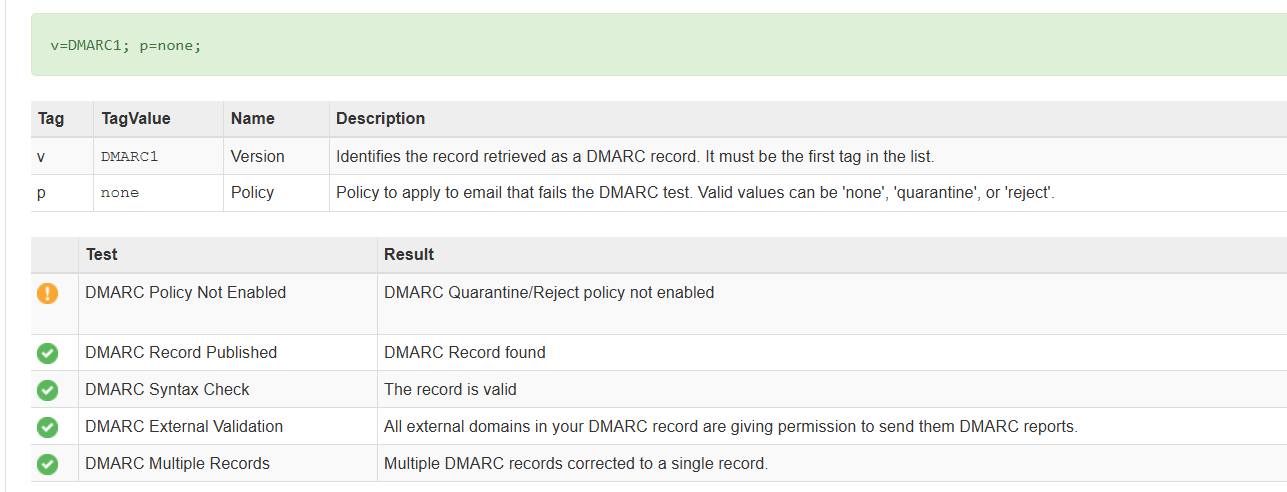 v=DMARC1; p=none;
Tag TagValue Name Description
v DMARC1 Version Identifies the record retrieved as a DMARC record. It must be the first tag in the list.
p none Policy Policy to apply to email that fails the DMARC test. Valid values can be 'none', 'quarantine', or 'reject'.
Test Result
DMARC Policy Not Enabled DMARC Quarantine/Reject policy not enabled
DMARC Record Published DMARC Record found
DMARC Syntax Check The record is valid
DMARC External Validation All external domains in your DMARC record are giving permission to send them DMARC reports.
DMARC Multiple Records Multiple DMARC records corrected to a single record.